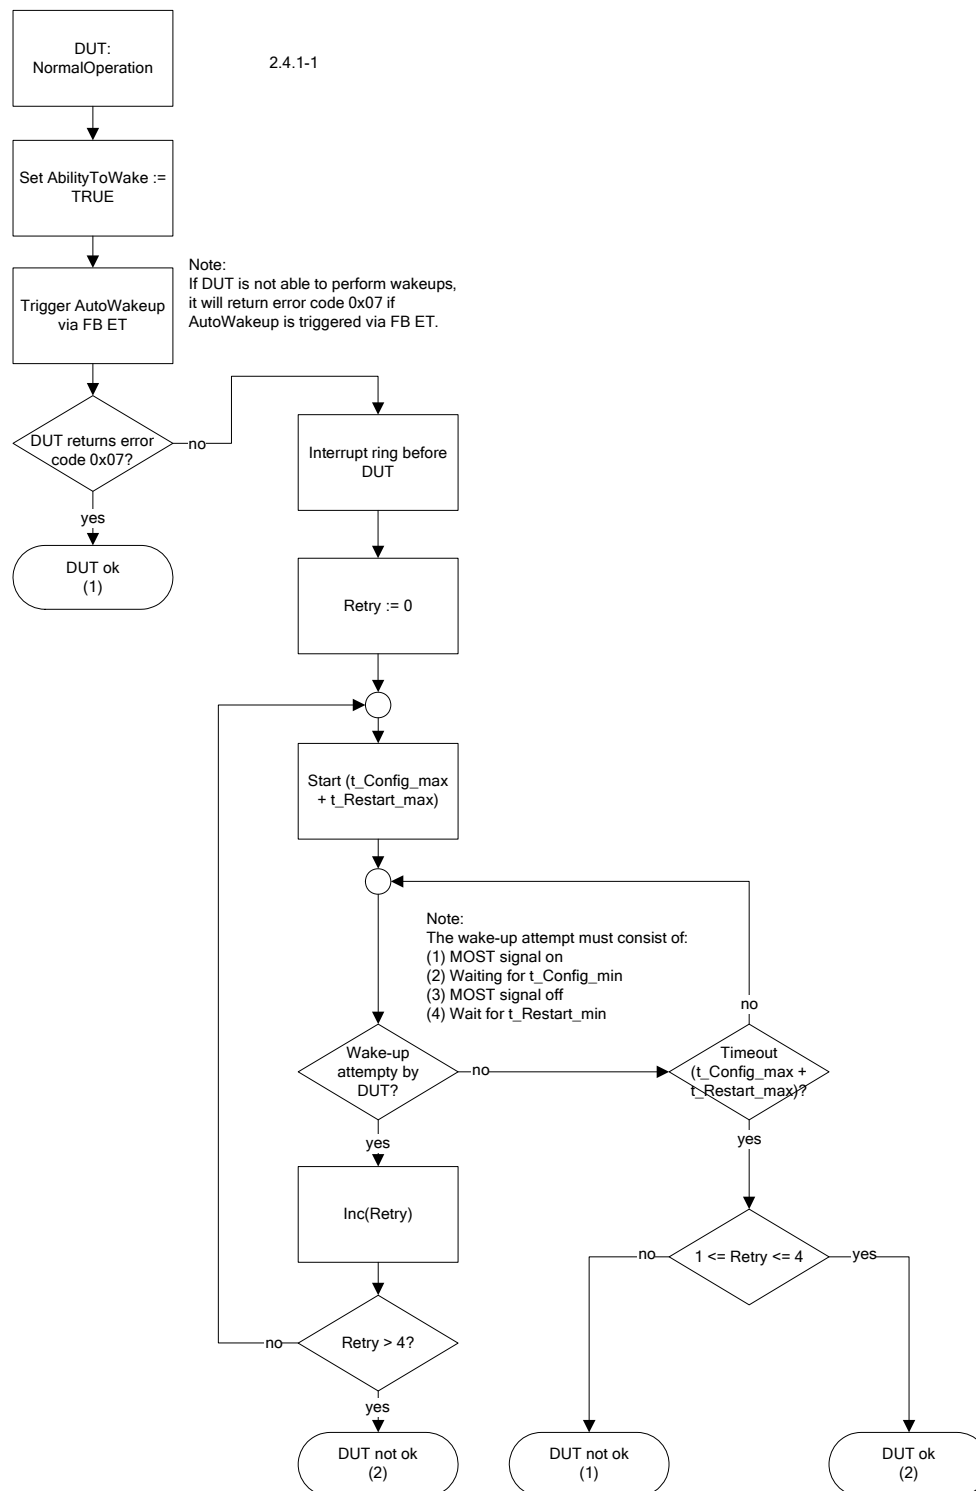 DUT:
NormalOperation
2.4.1-1
Set AbilityToWake :=
TRUE
Trigger AutoWakeup
via FB ET
Note:
If DUT is not able to perform wakeups,
it will return error code 0x07 if
AutoWakeup is triggered via FB ET.
DUT returns error
code 0x07?
no
yes
DUT ok
(1)
Interrupt ring before
DUT
Retry := 0
Start (t_Config_max
+ t_Restart_max)
Note:
The wake-up attempt must consist of:
(1) MOST signal on
(2) Waiting for t_Config_min
(3) MOST signal off
(4) Wait for t_Restart_min
no
Wake-up
attempty by
DUT?
no
Timeout
(t_Config_max +
t_Restart_max)?
yes
yes
Inc(Retry)
1 <= Retry <= 4
no
yes
Retry > 4?
no
yes
DUT not ok
(2)
DUT not ok
(1)
DUT ok
(2)